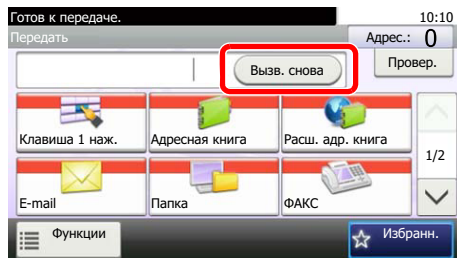 Готов к передаче. 10:10
Передать Адрес.: 0
Вызв. снова Провер.
Клавиша 1 наж. Адресная книга Расш. адр. книга
1/2
E-mail Папка ФАКС
Функции Избранн.